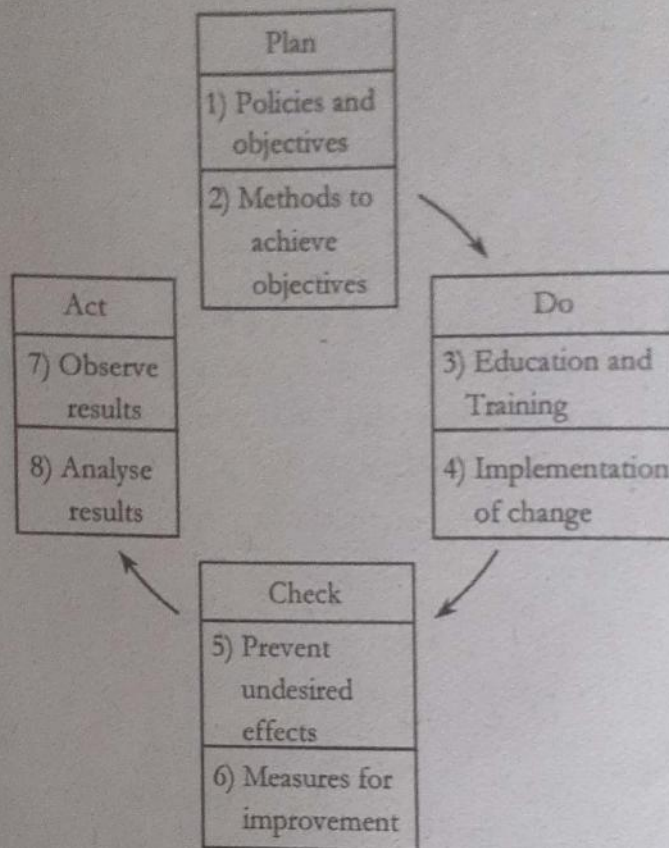 Plan
1) Policies and
objectives
2) Methods to
achieve
objectives
Do
3) Education and
Training
4) Implementation
of change
Check
5) Prevent
undesired
effects
6) Measures for
improvement
Act
7) Observe
results
8) Analyse
results